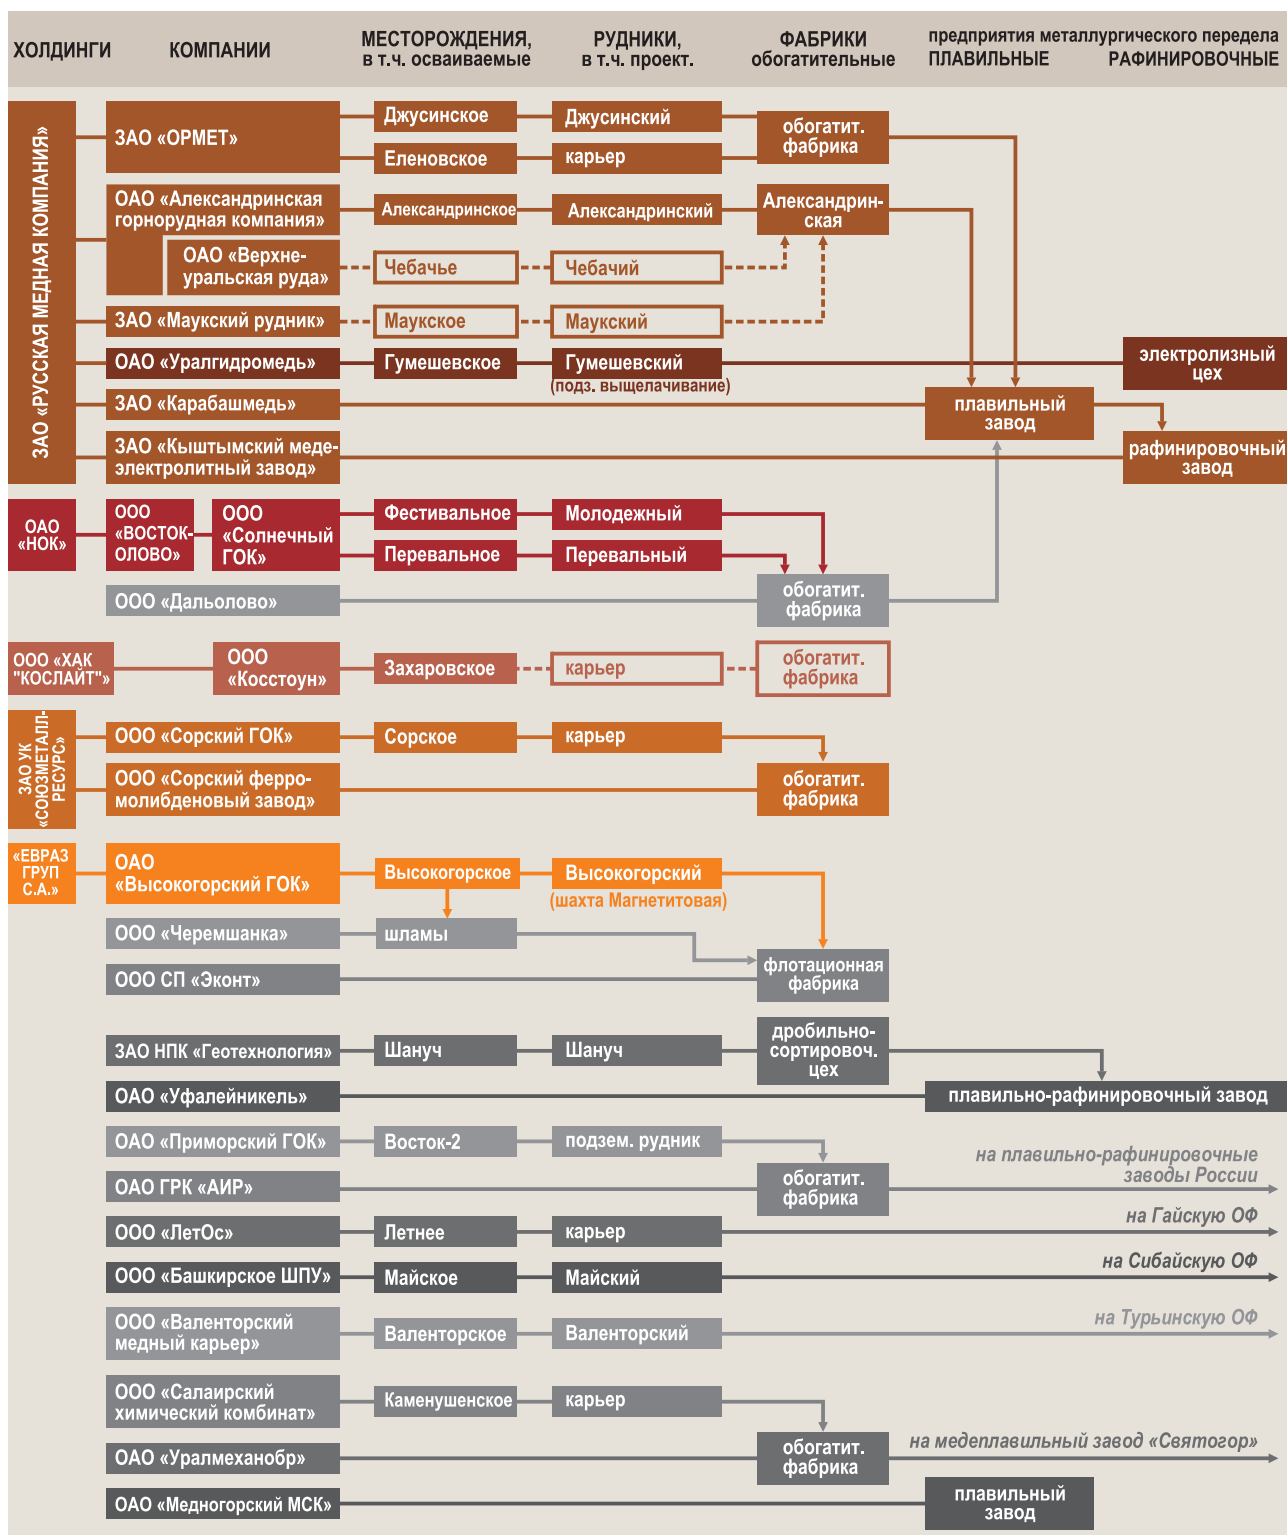 ХОЛДИНГИ
КОМПАНИИ
МЕСТОРОЖДЕНИЯ,
в т.ч. осваиваемые
РУДНИКИ,
в т.ч. проект.
ФАБРИКИ
обогатительные
предприятия металлургического передела
ПЛАВИЛЬНЫЕ
РАФИНИРОВОЧНЫЕ
ЗАО «РУССКАЯ МЕДНАЯ КОМПАНИЯ»
ЗАО «ОРМЕТ»
Джусинское
Джусинский
Еленовское
карьер
обогатит.
фабрика
ОАО «Александринская
горнорудная компания»
Александринское
Александринский
Александрин-
ская
ОАО «Верхне-
уральская руда»
Чебачье
Чебачий
ЗАО «Маукский рудник»
Маукское
Маукский
ОАО «Уралгидромедь»
Гумешевское
Гумешевский
(подз. выщелачивание)
электролизный
цех
ЗАО «Карабашмедь»
плавильный
завод
ЗАО «Кыштымский меде-
электролитный завод»
рафинировочный
завод
ОАО
«НОК»
ООО
«ВОСТОК-
ОЛОВО»
ООО
«Солнечный
ГОК»
Фестивальное
Молодежный
Перевальное
Перевальный
ООО «Дальолово»
обогатит.
фабрика
ООО «ХАК
"КОСЛАЙТ"»
ООО
«Косстоун»
Захаровское
карьер
обогатит.
фабрика
ЗАО УК
«СОЮЗМЕТАЛЛ-
РЕСУРС»
ООО «Сорский ГОК»
Сорское
карьер
ООО «Сорский ферро-
молибденовый завод»
обогатит.
фабрика
«ЕВРАЗ
ГРУП
С.А.»
ОАО
«Высокогорский ГОК»
Высокогорское
Высокогорский
(шахта Магнетитовая)
ООО «Черемшанка»
шламы
ООО СП «Эконт»
флотационная
фабрика
ЗАО НПК «Геотехнология»
Шануч
Шануч
дробильно-
сортировоч.
цех
ОАО «Уфалейникель»
плавильно-рафинировочный завод
ОАО «Приморский ГОК»
Восток-2
подзем. рудник
на плавильно-рафинировочные
заводы России
ОАО ГРК «АИР»
обогатит.
фабрика
ООО «ЛетОс»
Летнее
карьер
на Гайскую ОФ
ООО «Башкирское ШПУ»
Майское
Майский
на Сибайскую ОФ
ООО «Валенторский
медный карьер»
Валенторское
Валенторский
на Турьинскую ОФ
ООО «Салаирский
химический комбинат»
Каменушенское
карьер
ОАО «Уралмеханобр»
обогатит.
фабрика
на медеплавильный завод «Святогор»
ОАО «Медногорский МСК»
плавильный
завод